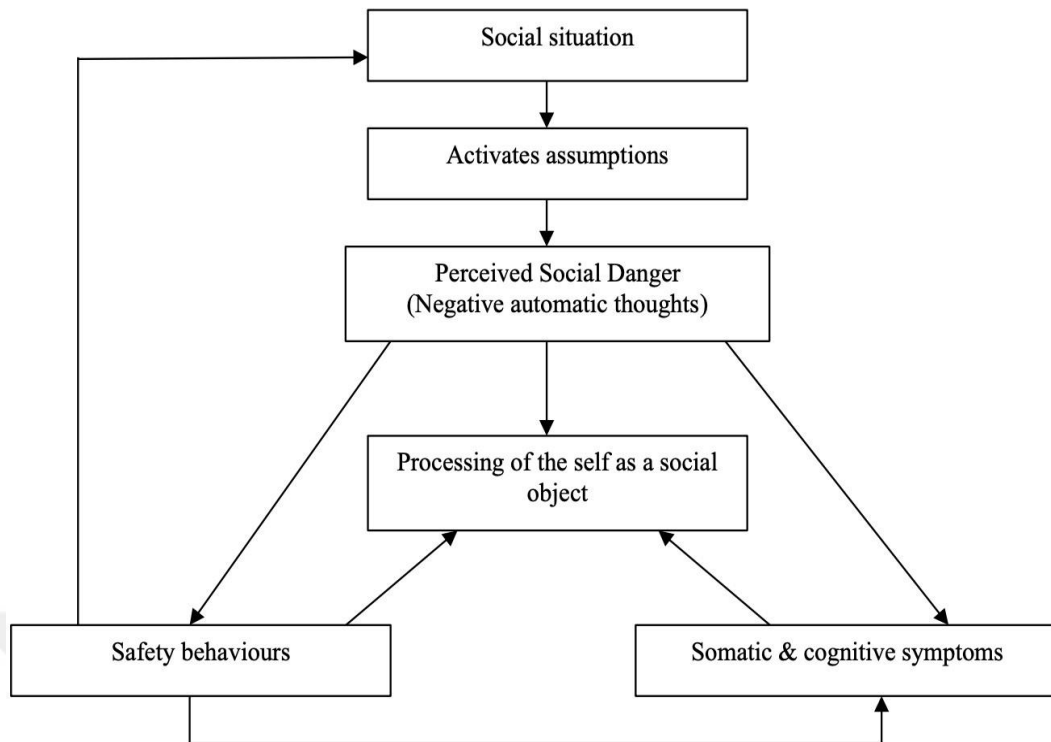 Social situation
Activates assumptions
Perceived Social Danger
(Negative automatic thoughts)
Processing of the self as a social
object
Safety behaviours
Somatic & cognitive symptoms